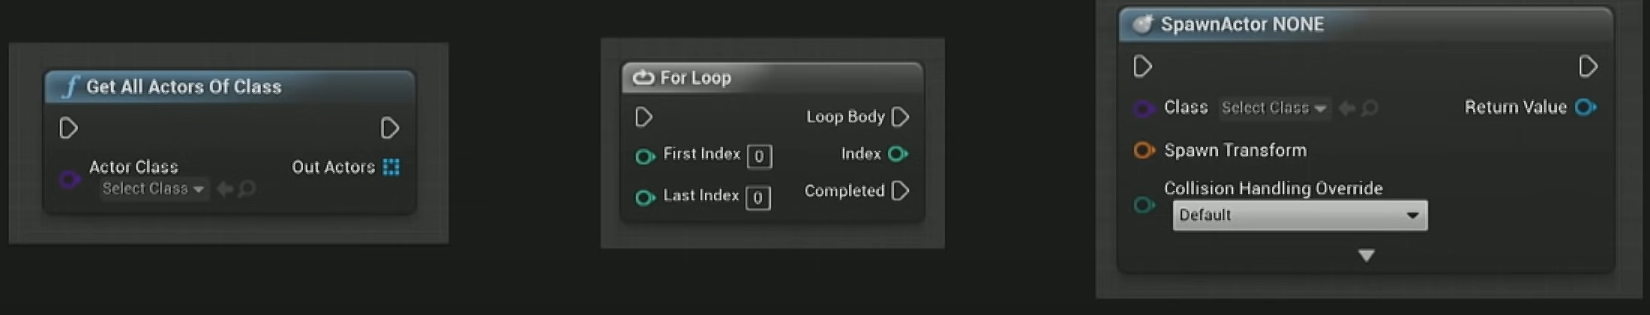 Get All Actors Of Class
Actor Class
Select Class
Out Actors
For Loop
Loop Body
First Index 0
Index
Last Index 0
Completed
SpawnActor NONE
Class Select Class
Return Value
Spawn Transform
Collision Handling Override
Default